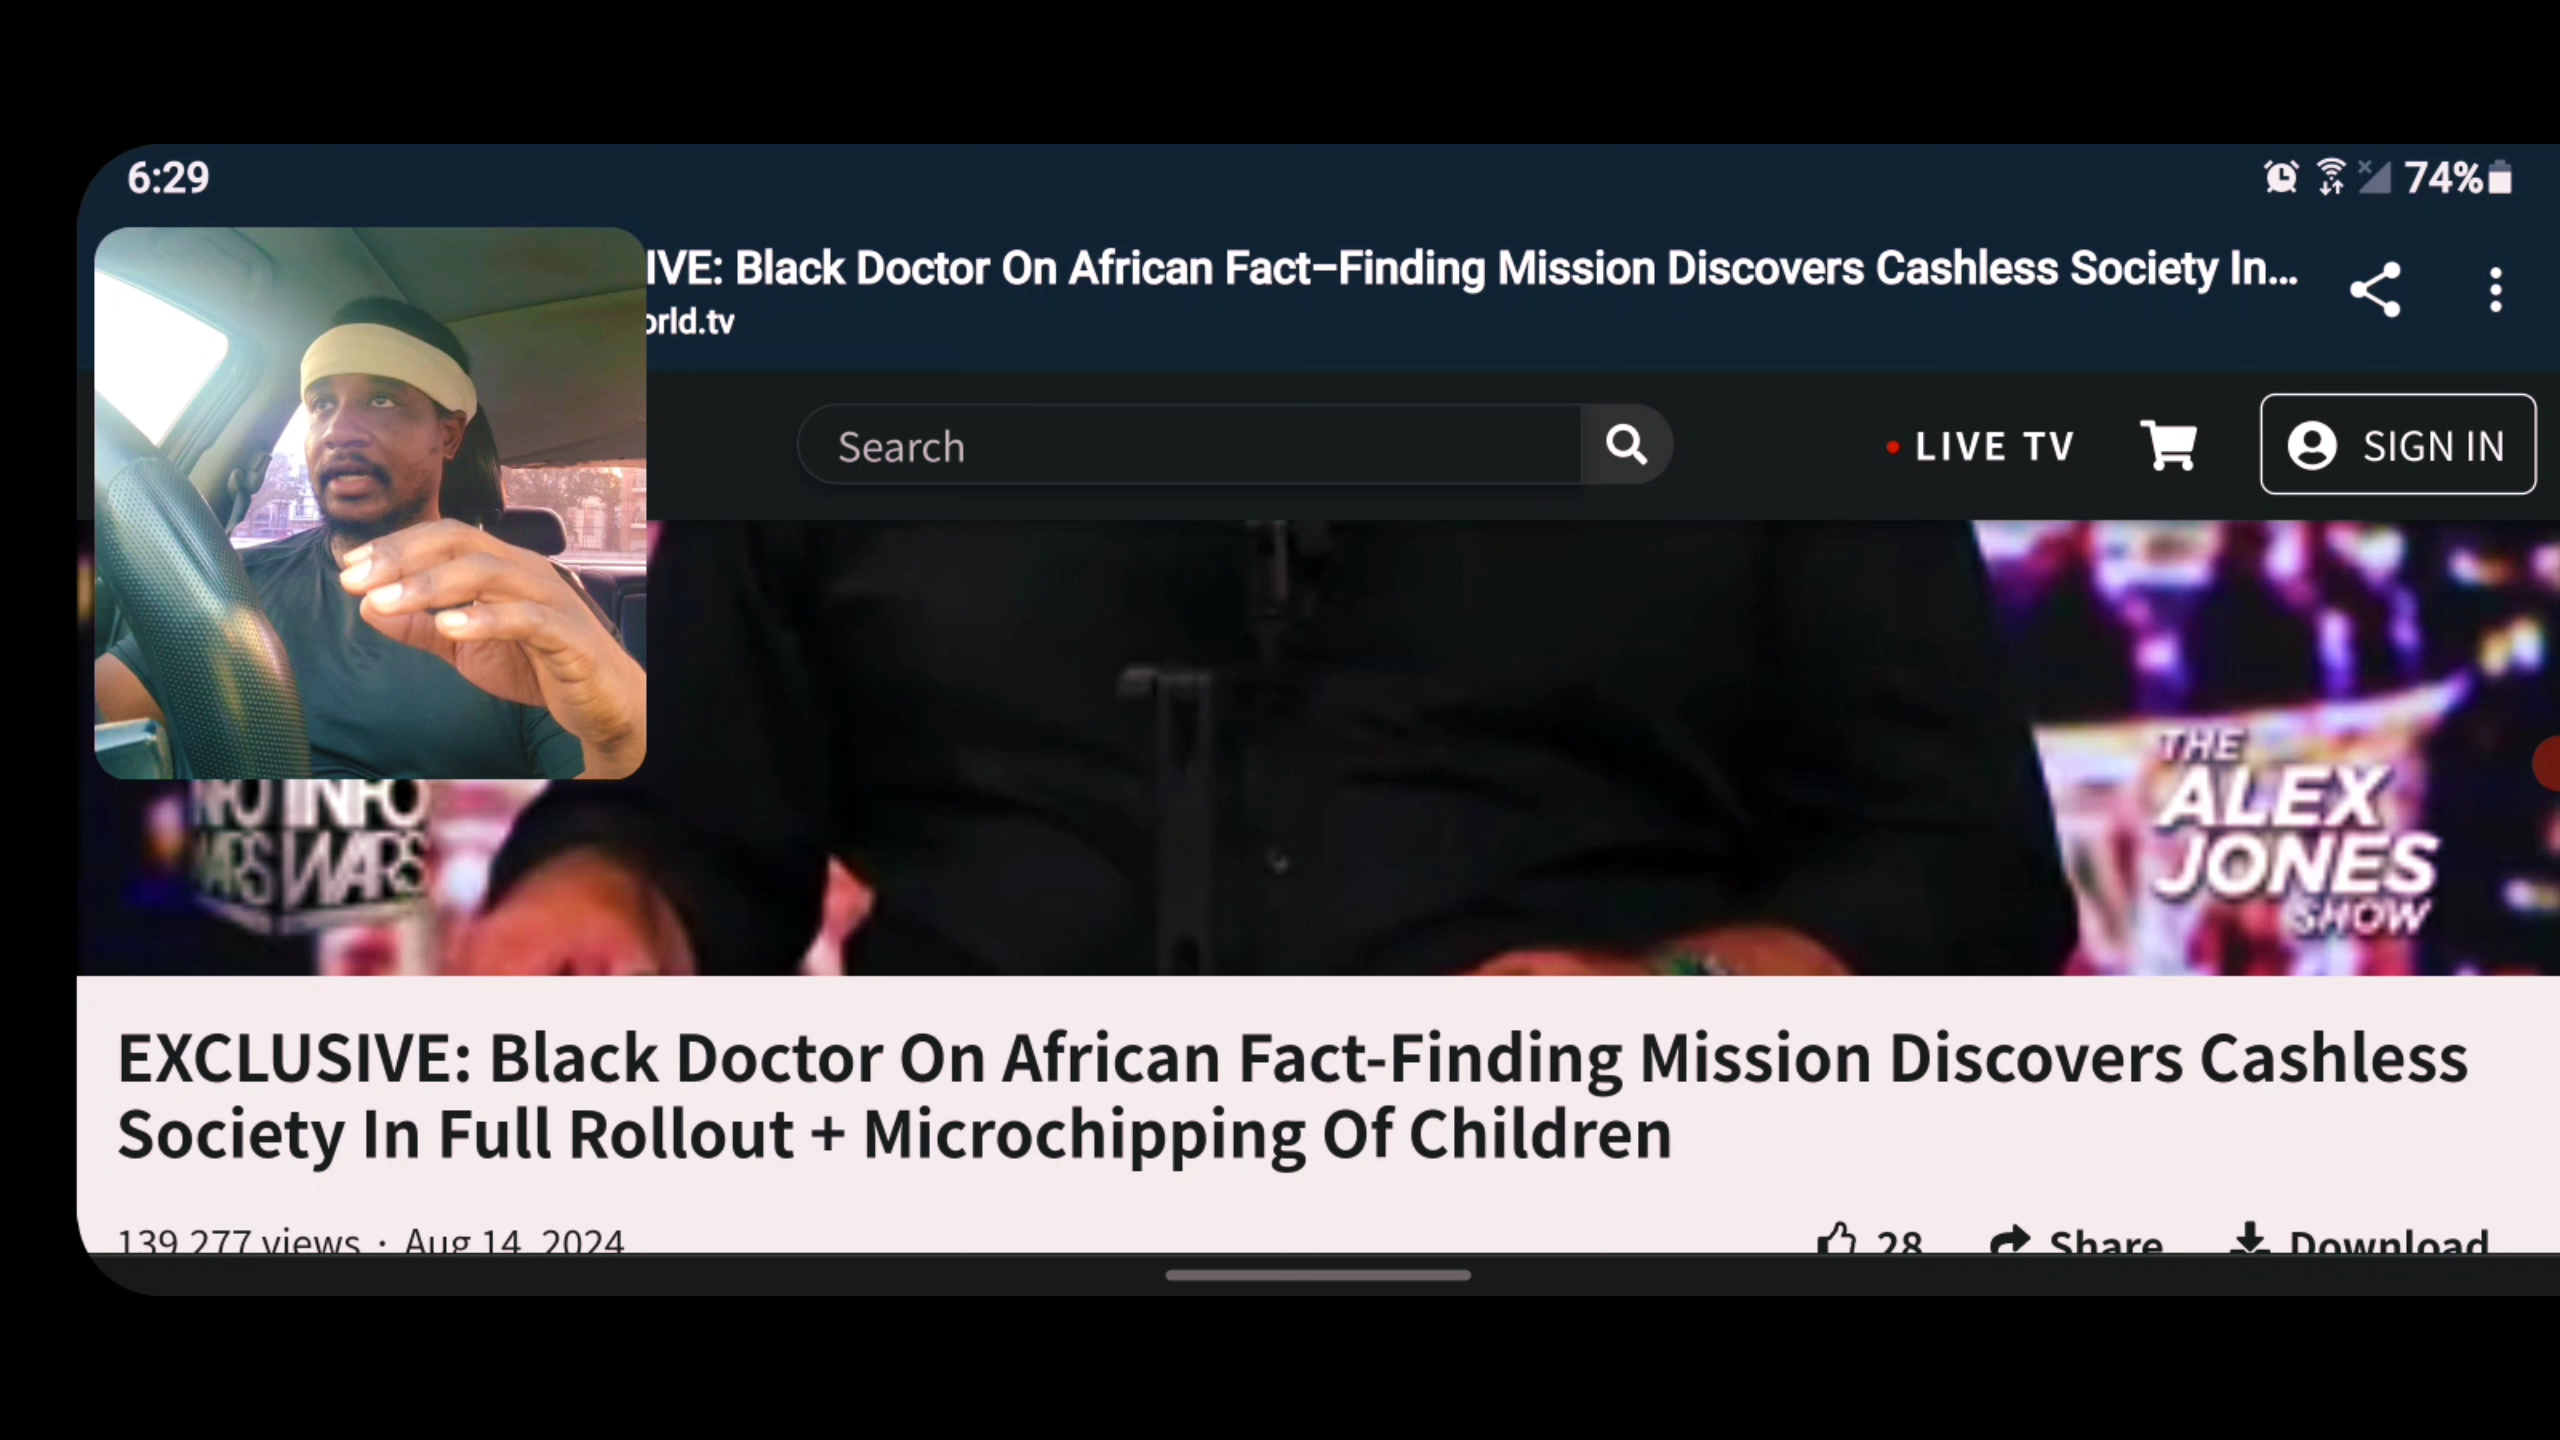 6:29
74%
IVE: Black Doctor On African Fact–Finding Mission Discovers Cashless Society In...
orld.tv
Search
LIVE TV
SIGN IN
INFO
WARS WARS
THE
ALEX
JONES
SHOW
EXCLUSIVE: Black Doctor On African Fact-Finding Mission Discovers Cashless
Society In Full Rollout + Microchipping Of Children
139,277 views · Aug 14, 2024
28
Share
Download